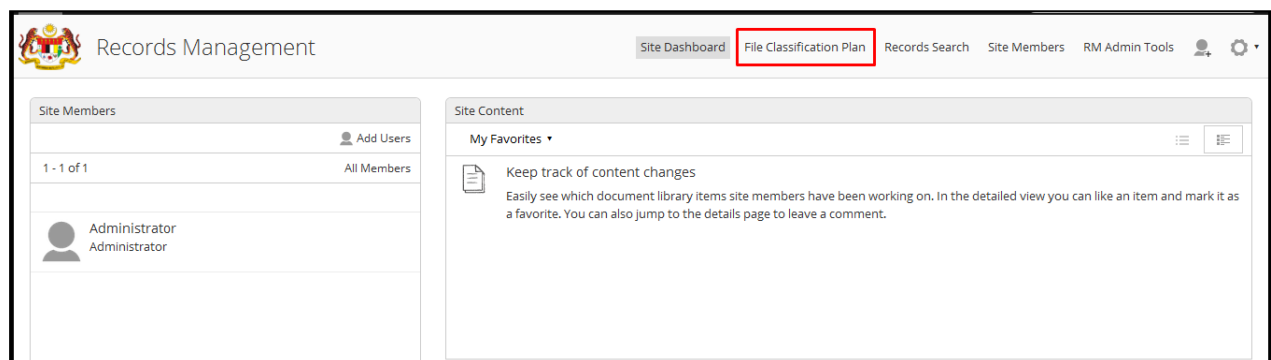 Records Management
Site Dashboard File Classification Plan Records Search Site Members RM Admin Tools
Site Members
Add Users
1 - 1 of 1 All Members
Administrator
Administrator
Site Content
My Favorites
Keep track of content changes
Easily see which document library items site members have been working on. In the detailed view you can like an item and mark it as
a favorite. You can also jump to the details page to leave a comment.